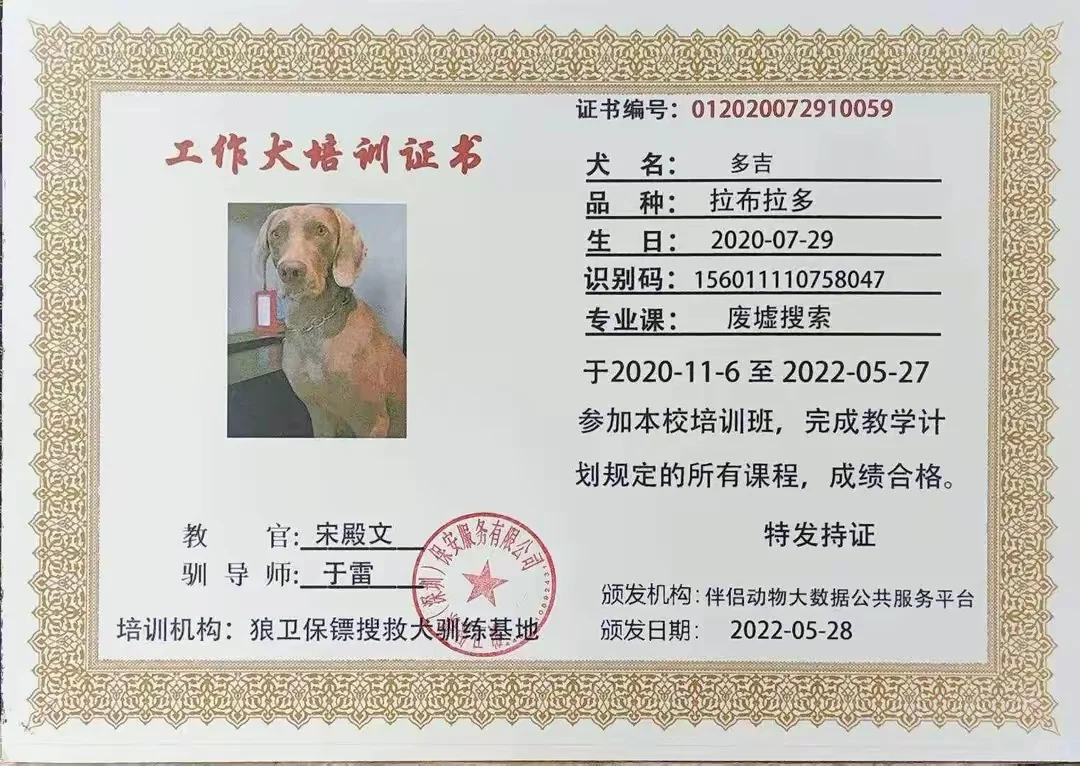 证书编号：012020072910059
工作犬培训证书
犬 名： 多吉
品 种： 拉布拉多
生 日： 2020-07-29
识别码：156011110758047
专业课： 废墟搜索
于2020-11-6 至 2022-05-27
参加本校培训班，完成教学计
划规定的所有课程，成绩合格。
特发持证
教 官：宋殿文
驯 导 师：于雷
培训机构：狼卫保镖搜救犬训练基地
（深圳）保安服务有限公司
颁发机构：伴侣动物大数据公共服务平台
颁发日期： 2022-05-28